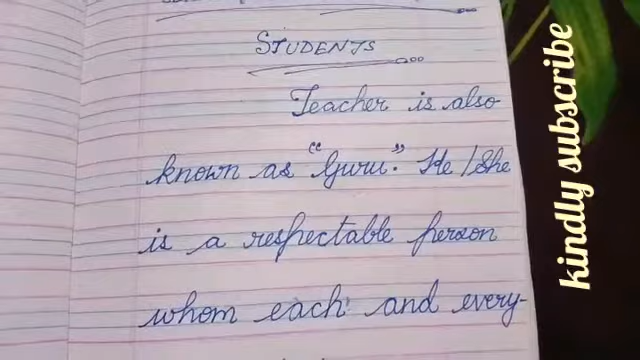 STUDENTS
Teacher is also
known as "Guru". He/She
is a respectable person
whom each and every-
kindly subscribe